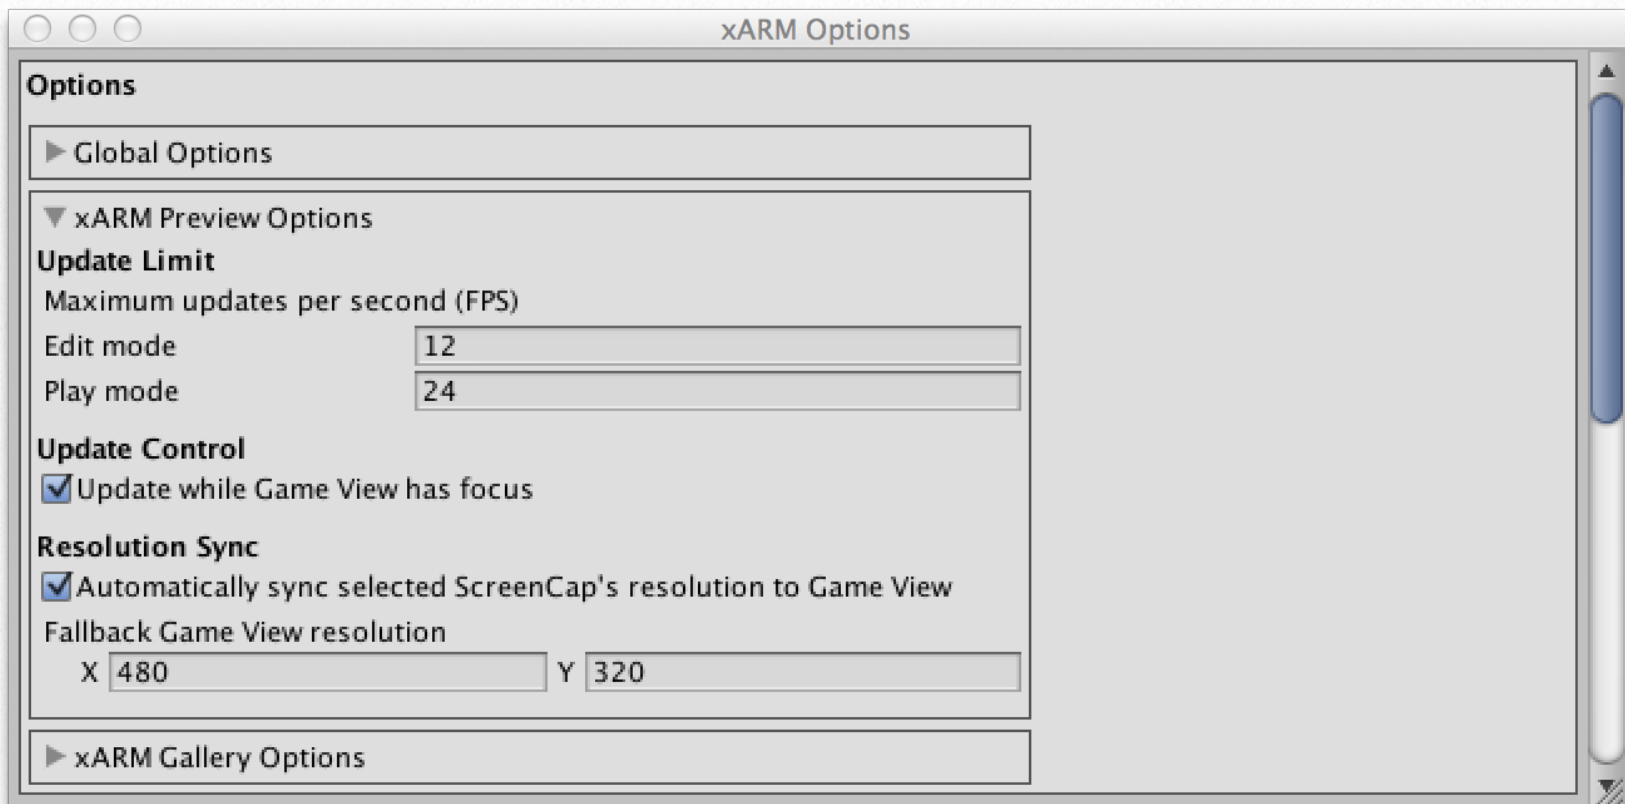 xARM Options
Options
Global Options
xARM Preview Options
Update Limit
Maximum updates per second (FPS)
Edit mode 12
Play mode 24
Update Control
Update while Game View has focus
Resolution Sync
Automatically sync selected ScreenCap's resolution to Game View
Fallback Game View resolution
X 480 Y 320
xARM Gallery Options